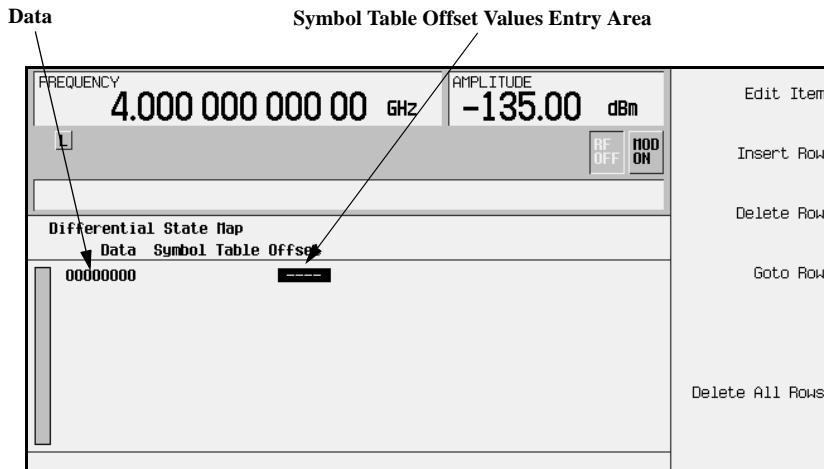 Data
Symbol Table Offset Values Entry Area
FREQUENCY
4.000 000 000 00 GHz
AMPLITUDE
-135.00 dBm
L
RF OFF
MOD ON
Differential State Map
Data Symbol Table Offset
00000000 ----
Edit Item
Insert Row
Delete Row
Goto Row
Delete All Rows